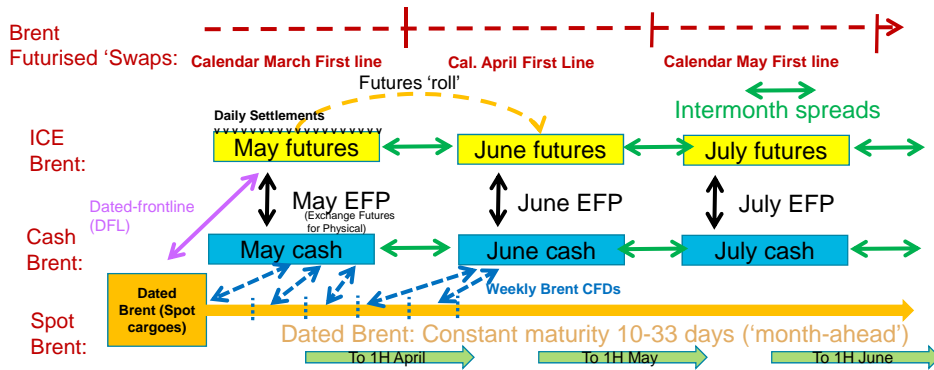 Brent
Futurised ‘Swaps:
Calendar March First line
Cal. April First Line
Calendar May First line
Futures ‘roll’
Intermonth spreads
Daily Settlements
ICE
Brent:
May futures
June futures
July futures
Dated-frontline
(DFL)
May EFP
(Exchange Futures
for Physical)
June EFP
July EFP
Cash
Brent:
May cash
June cash
July cash
Dated
Brent (Spot
cargoes)
Weekly Brent CFDs
Spot
Brent:
Dated Brent: Constant maturity 10-33 days (‘month-ahead’)
To 1H April
To 1H May
To 1H June